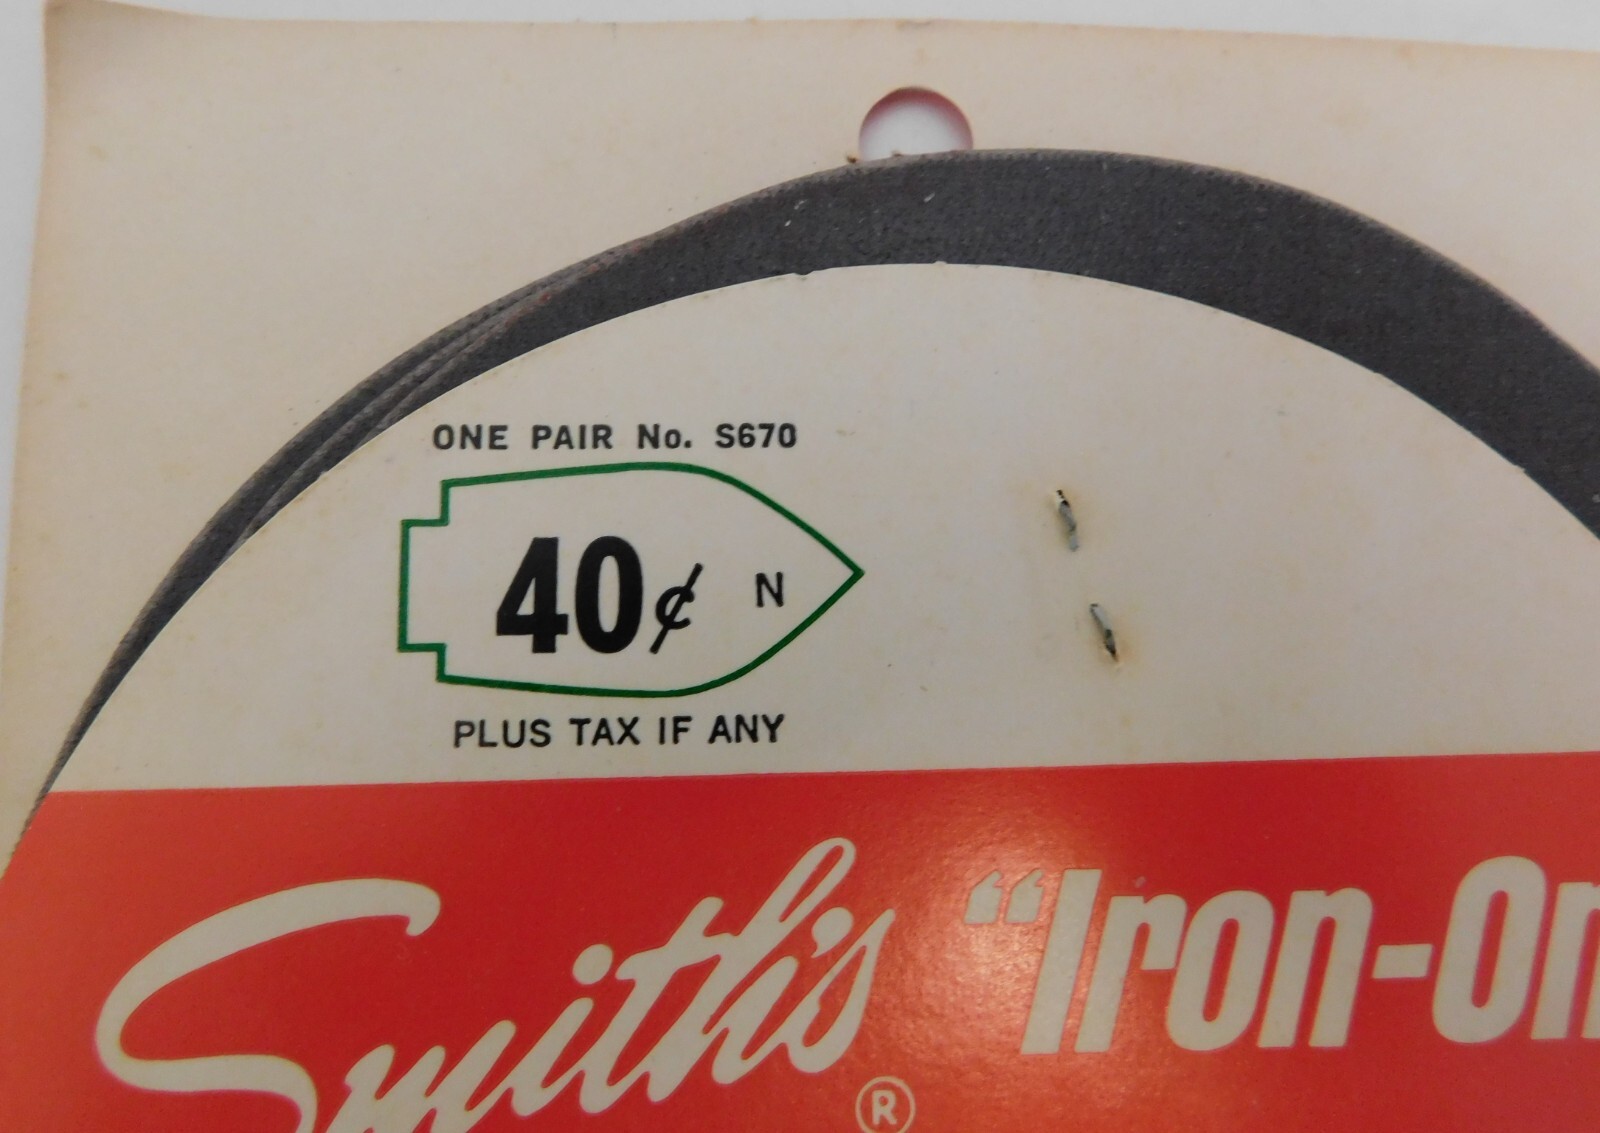 ONE PAIR No. S670
40¢ N
PLUS TAX IF ANY
Smith's "Iron-On
®